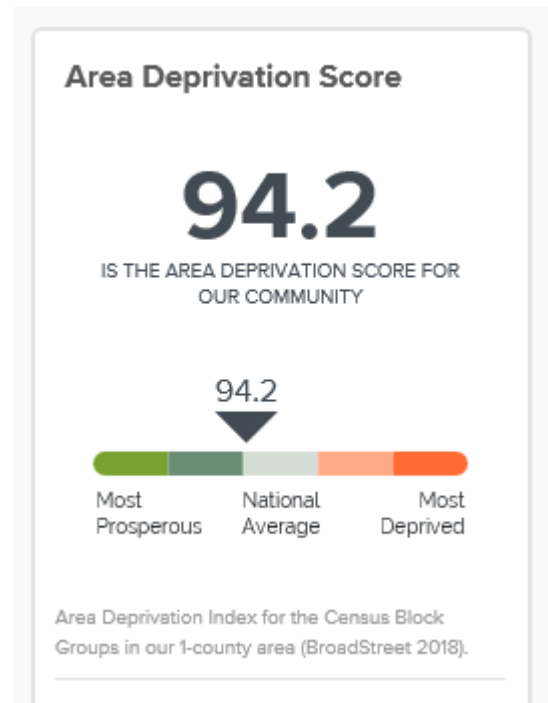 Area Deprivation Score
94.2
IS THE AREA DEPRIVATION SCORE FOR
OUR COMMUNITY
94.2
Most Prosperous
National Average
Most Deprived
Area Deprivation Index for the Census Block
Groups in our 1-county area (BroadStreet 2018).